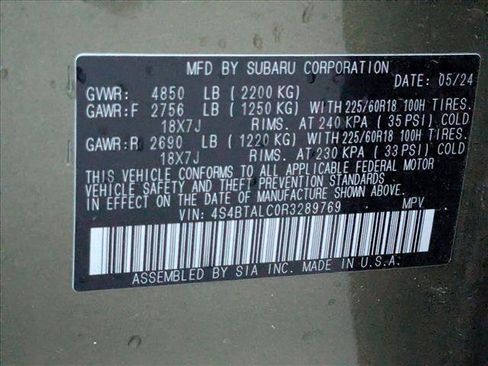 MFD BY SUBARU CORPORATION
DATE: 05/24
GVWR: 4850 LB (2200 KG)
GAWR:F 2756 LB (1250 KG) WITH 225/60R18 100H TIRES.
18X7J RIMS. AT 240 KPA ( 35 PSI) COLD
GAWR:R 2690 LB (1220 KG) WITH 225/60R18 100H TIRES.
18X7J RIMS. AT 230 KPA ( 33 PSI) COLD
THIS VEHICLE CONFORMS TO ALL APPLICABLE FEDERAL MOTOR
VEHICLE SAFETY AND THEFT PREVENTION STANDARDS
IN EFFECT ON THE DATE OF MANUFACTURE SHOWN ABOVE.
VIN: 4S4BTALC0R3289769 MPV
ASSEMBLED BY SIA INC. MADE IN U.S.A.